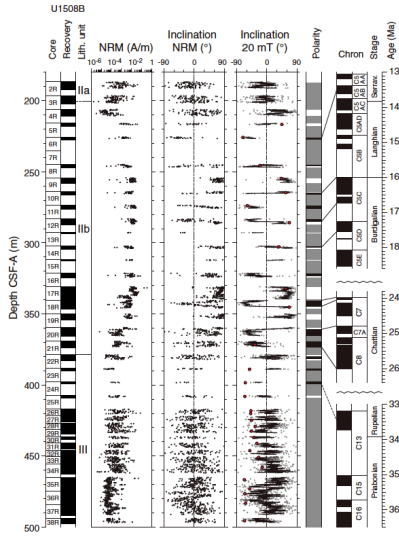 U1508B
Core
Recovery
Lith. unit
NRM (A/m)
Inclination
NRM (°)
Inclination
20 mT (°)
Polarity
Chron
Stage
Age (Ma)
10-6 10-4 10-2 1
-90 0 90
-90 0 90
Depth CSF-A (m)
200
250
300
350
400
450
500
2R
3R
4R
5R
6R
7R
8R
9R
10R
11R
12R
13R
14R
15R
16R
17R
18R
19R
20R
21R
22R
23R
24R
25R
26R
27R
28R
29R
30R
31R
32R
33R
34R
35R
36R
37R
38R
IIa
IIb
III
C5AD
C5B
C5C
C5D
C5E
C7
C7A
C8
C13
C15
C16
Serrav.
Langhian
Burdigalian
Chattian
Rupelian
Priabonian
13
14
15
16
17
18
24
25
26
33
34
35
36